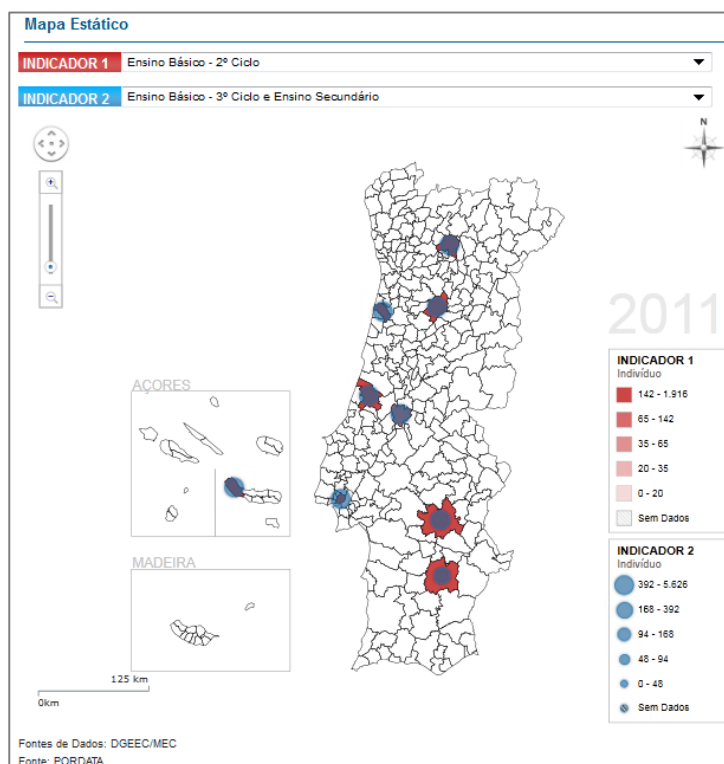 Mapa Estático
INDICADOR 1 Ensino Básico - 2º Ciclo
INDICADOR 2 Ensino Básico - 3º Ciclo e Ensino Secundário
N
2011
INDICADOR 1
Indivíduo
142 - 1.916
65 - 142
35 - 65
20 - 35
0 - 20
Sem Dados
INDICADOR 2
Indivíduo
392 - 5.626
168 - 392
94 - 168
48 - 94
0 - 48
Sem Dados
AÇORES
MADEIRA
125 km
0km
Fontes de Dados: DGEEC/MEC
Fonte: PORDATA